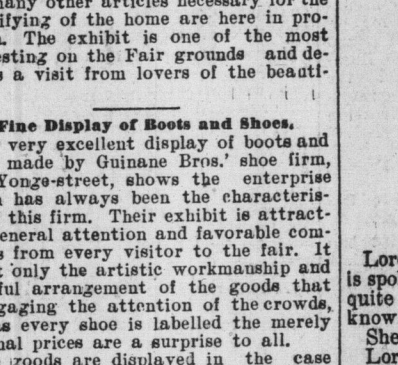 many other articles necessary for the
ifying of the home are here in pro-
. The exhibit is one of the most
esting on the Fair grounds and de-
s a visit from lovers of the beauti-
Fine Display of Boots and Shoes.
very excellent display of boots and
made by Guinane Bros.' shoe firm,
Yonge-street, shows the enterprise
has always been the characteris-
this firm. Their exhibit is attract-
eneral attention and favorable com-
s from every visitor to the fair. It
t only the artistic workmanship and
ful arrangement of the goods that
gaging the attention of the crowds,
as every shoe is labelled the merely
nal prices are a surprise to all.
goods are displayed in the case
Lor
is spo
quite
know
She
Lor